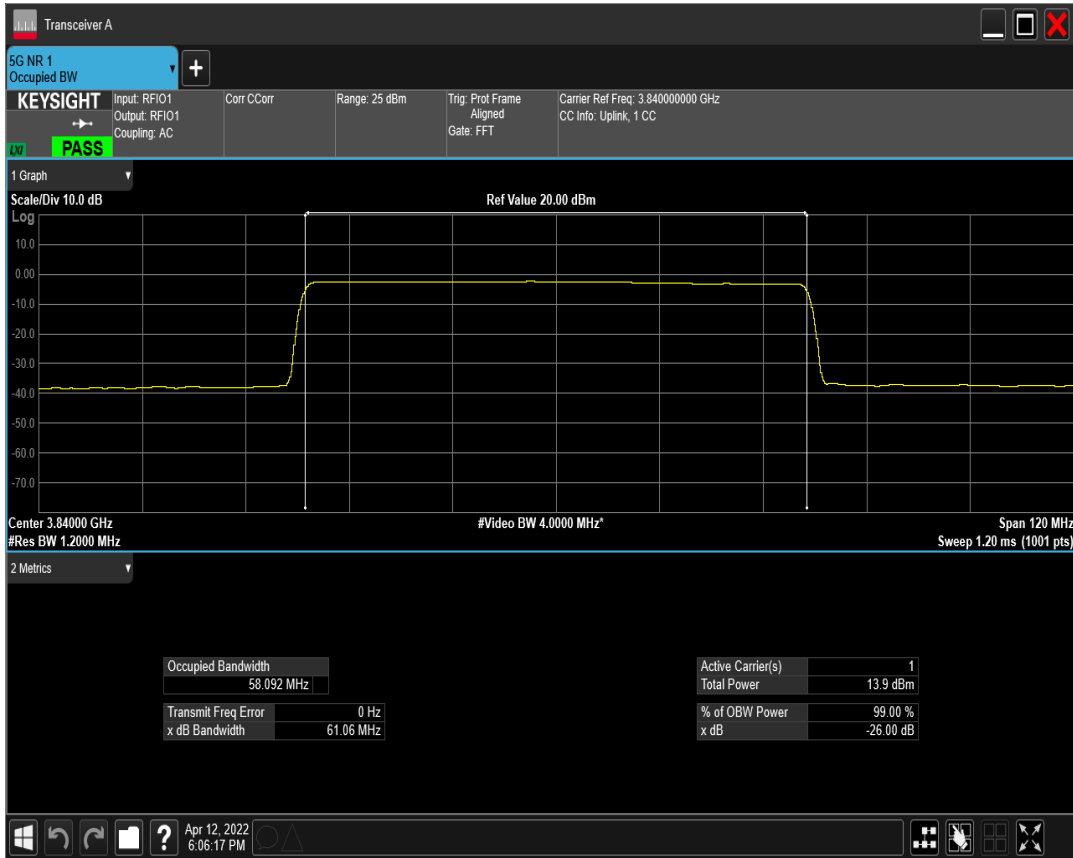 Transceiver A
5G NR 1
Occupied BW
KEYSIGHT
LXI
PASS
Input: RFIO1
Output: RFIO1
Coupling: AC
Corr CCorr
Range: 25 dBm
Trig: Prot Frame
Aligned
Gate: FFT
Carrier Ref Freq: 3.840000000 GHz
CC Info: Uplink, 1 CC
1 Graph
Scale/Div 10.0 dB
Ref Value 20.00 dBm
Log
10.0
0.00
-10.0
-20.0
-30.0
-40.0
-50.0
-60.0
-70.0
Center 3.84000 GHz
#Video BW 4.0000 MHz*
Span 120 MHz
#Res BW 1.2000 MHz
Sweep 1.20 ms (1001 pts)
2 Metrics
Occupied Bandwidth
58.092 MHz
Transmit Freq Error 0 Hz
x dB Bandwidth 61.06 MHz
Active Carrier(s) 1
Total Power 13.9 dBm
% of OBW Power 99.00 %
x dB -26.00 dB
?
Apr 12, 2022
6:06:17 PM